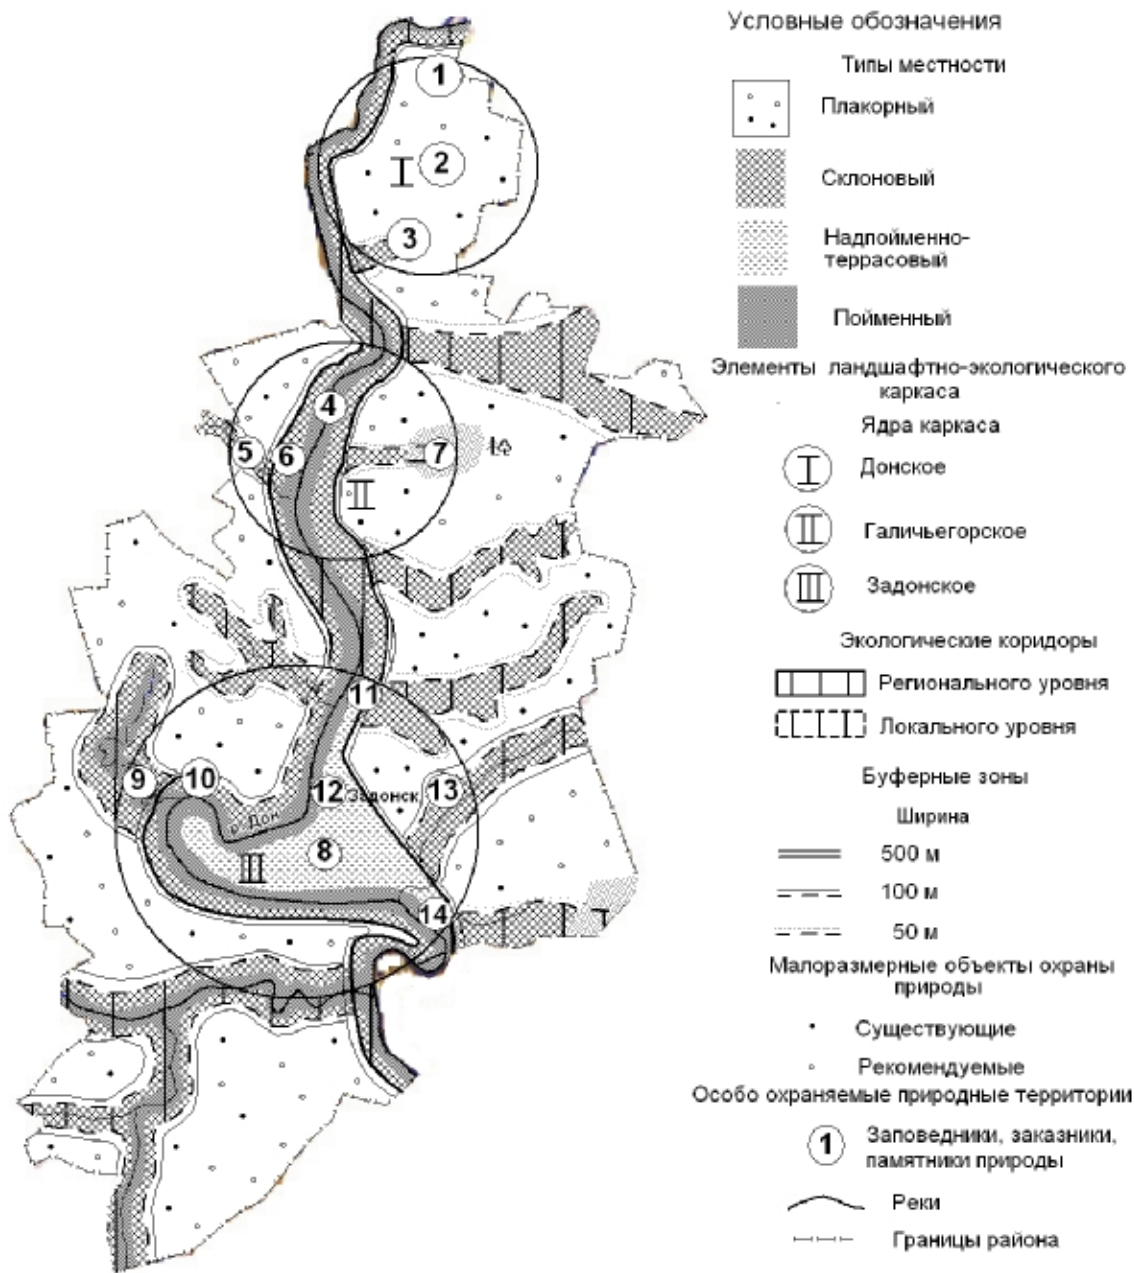 Условные обозначения
Типы местности
Плакорный
Склоновый
Надпойменно-
террасовый
Пойменный
Элементы ландшафтно-экологического
каркаса
Ядра каркаса
I Донское
II Галичьегорское
III Задонское
Экологические коридоры
Регионального уровня
Локального уровня
Буферные зоны
Ширина
500 м
100 м
50 м
Малоразмерные объекты охраны
природы
Существующие
Рекомендуемые
Особо охраняемые природные территории
1 Заповедники, заказники,
памятники природы
Реки
Границы района
1
I 2
3
4
5 6 7
II
11
9 10 12 Задонск 13
р. Дон
8
III
14